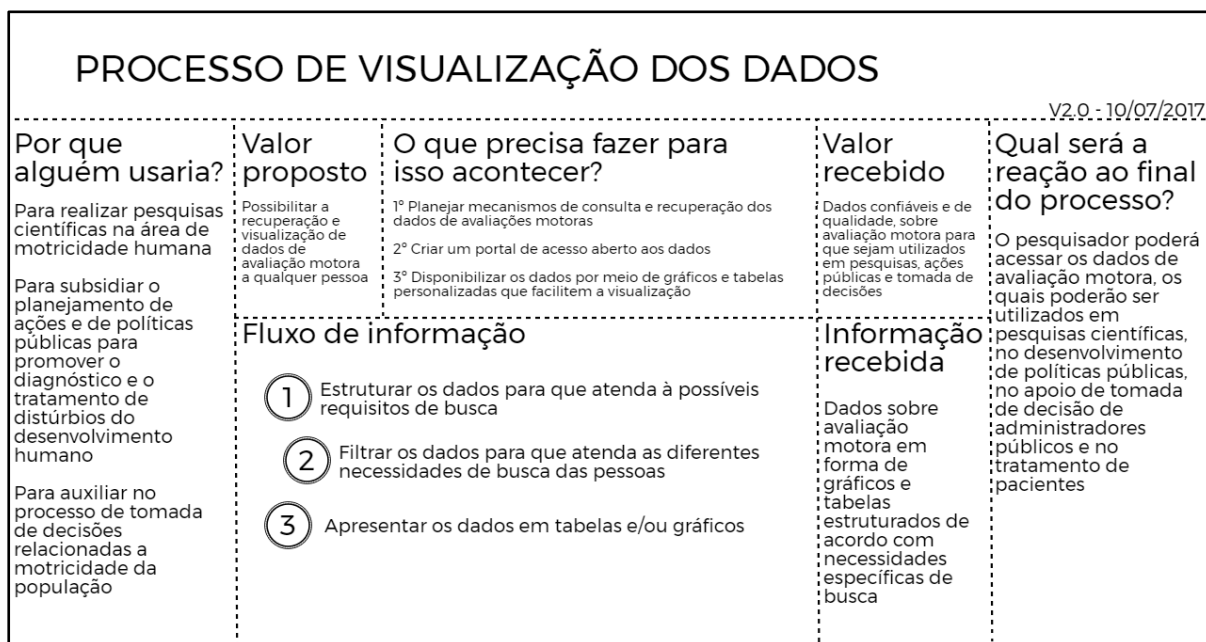 PROCESSO DE VISUALIZAÇÃO DOS DADOS
V2.0 - 10/07/2017
Por que
alguém usaria?
Para realizar pesquisas
científicas na área de
motricidade humana
Para subsidiar o
planejamento de
ações e de políticas
públicas para
promover o
diagnóstico e o
tratamento de
distúrbios do
desenvolvimento
humano
Para auxiliar no
processo de tomada
de decisões
relacionadas a
motricidade da
população
Valor
proposto
Possibilitar a
recuperação e
visualização de
dados de
avaliação motora
a qualquer pessoa
O que precisa fazer para
isso acontecer?
1º Planejar mecanismos de consulta e recuperação dos
dados de avaliações motoras
2º Criar um portal de acesso aberto aos dados
3º Disponibilizar os dados por meio de gráficos e tabelas
personalizadas que facilitem a visualização
Valor
recebido
Dados confiáveis e de
qualidade, sobre
avaliação motora para
que sejam utilizados
em pesquisas, ações
públicas e tomada de
decisões
Qual será a
reação ao final
do processo?
O pesquisador poderá
acessar os dados de
avaliação motora, os
quais poderão ser
utilizados em
pesquisas científicas,
no desenvolvimento
de políticas públicas,
no apoio de tomada
de decisão de
administradores
públicos e no
tratamento de
pacientes
Fluxo de informação
1 Estruturar os dados para que atenda à possíveis
requisitos de busca
2 Filtrar os dados para que atenda as diferentes
necessidades de busca das pessoas
3 Apresentar os dados em tabelas e/ou gráficos
Informação
recebida
Dados sobre
avaliação
motora em
forma de
gráficos e
tabelas
estruturados de
acordo com
necessidades
específicas de
busca